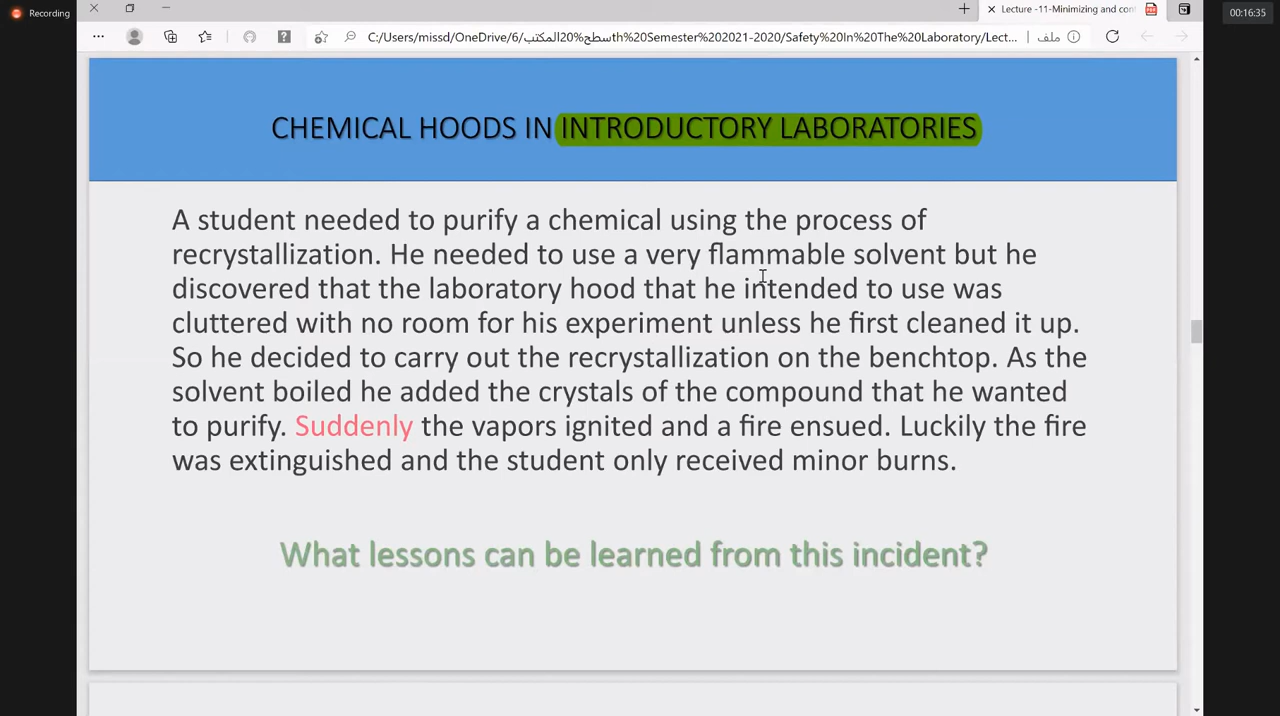 Recording
Lecture -11-Minimizing and con
00:16:35
C:/Users/missd/OneDrive/سطح%20المكتب/6th%20Semester%202021-2020/Safety%20In%20The%20Laboratory/Lect...
ملف
CHEMICAL HOODS IN INTRODUCTORY LABORATORIES
A student needed to purify a chemical using the process of
recrystallization. He needed to use a very flammable solvent but he
discovered that the laboratory hood that he intended to use was
cluttered with no room for his experiment unless he first cleaned it up.
So he decided to carry out the recrystallization on the benchtop. As the
solvent boiled he added the crystals of the compound that he wanted
to purify. Suddenly the vapors ignited and a fire ensued. Luckily the fire
was extinguished and the student only received minor burns.
What lessons can be learned from this incident?